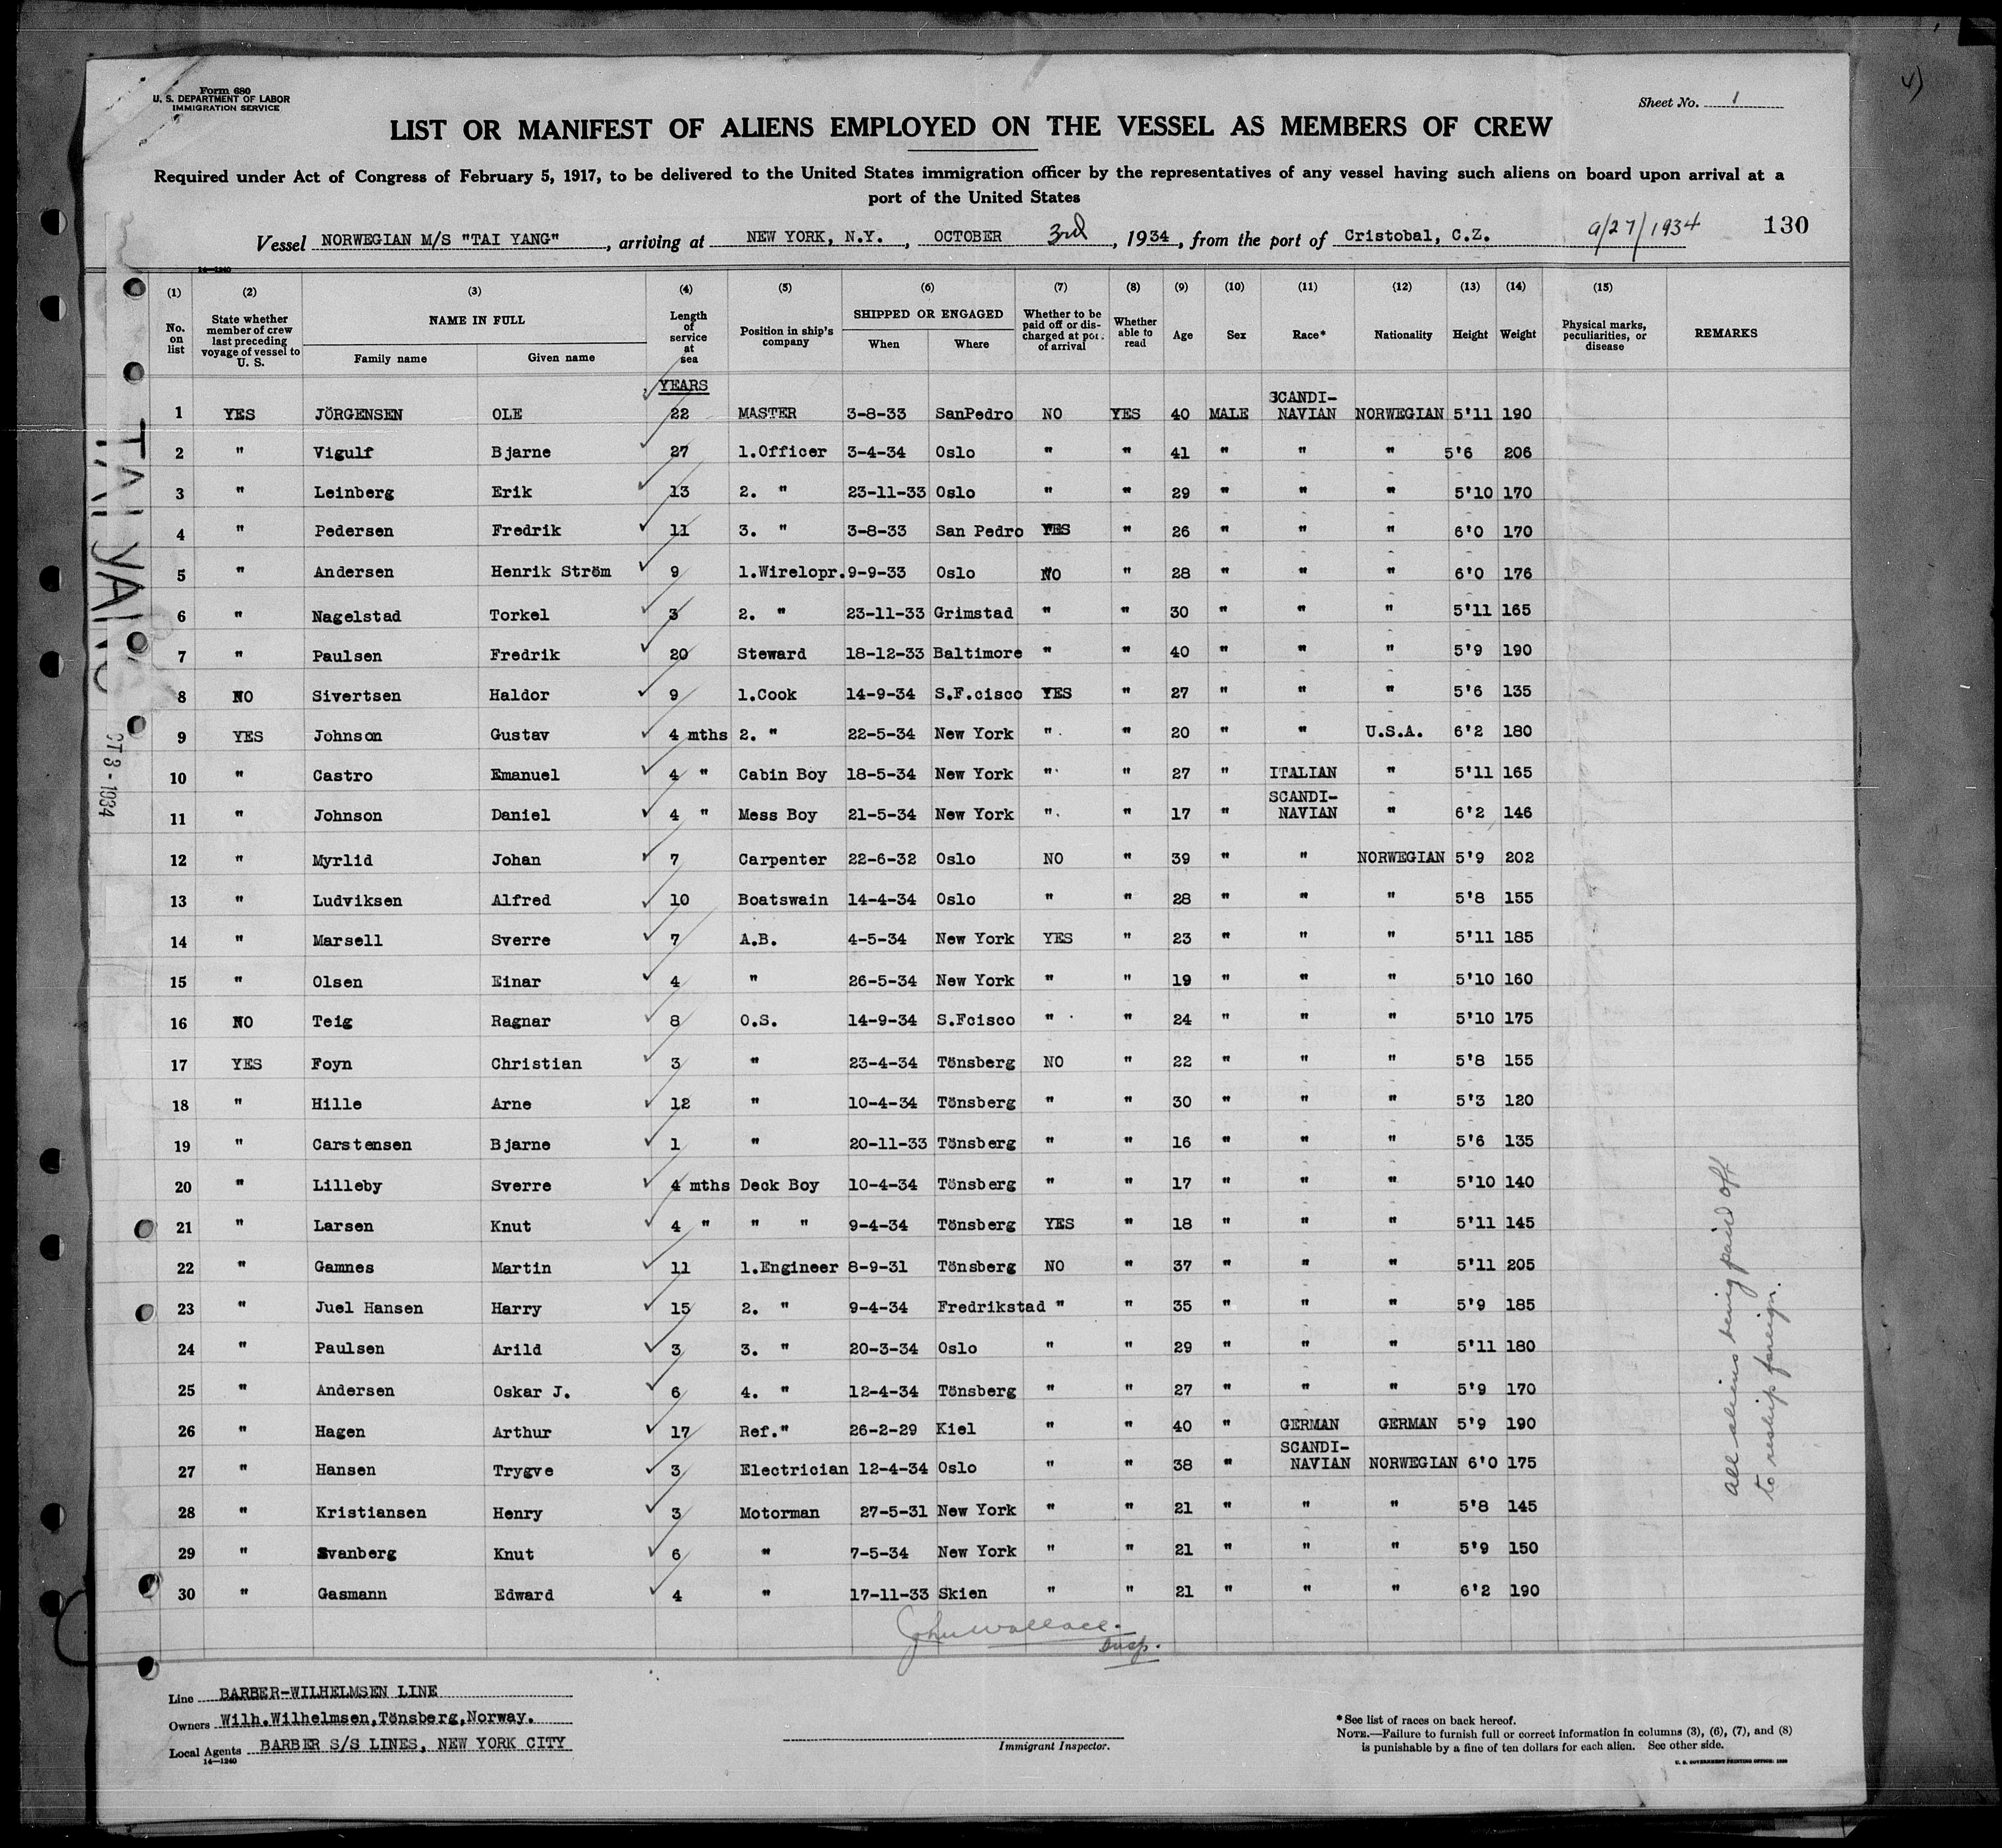 Form 680
U. S. DEPARTMENT OF LABOR
IMMIGRATION SERVICE
Sheet No. 1
4)
LIST OR MANIFEST OF ALIENS EMPLOYED ON THE VESSEL AS MEMBERS OF CREW
Required under Act of Congress of February 5, 1917, to be delivered to the United States immigration officer by the representatives of any vessel having such aliens on board upon arrival at a
port of the United States
Vessel NORWEGIAN M/S "TAI YANG", arriving at NEW YORK, N.Y., OCTOBER 3rd, 1934, from the port of Cristobal, C.Z. 9/27/1934 130
14-1240
(1) (2) (3) (4) (5) (6) (7) (8) (9) (10) (11) (12) (13) (14) (15)
No. on list State whether member of crew last preceding voyage of vessel to U. S. NAME IN FULL Family name Given name Length of service at sea Position in ship's company SHIPPED OR ENGAGED When Where Whether to be paid off or discharged at port of arrival Whether able to read Age Sex Race* Nationality Height Weight Physical marks, peculiarities, or disease REMARKS
YEARS
1 YES JÖRGENSEN OLE 22 MASTER 3-8-33 SanPedro NO YES 40 MALE SCANDI-NAVIAN NORWEGIAN 5'11 190
2 " Vigulf Bjarne 27 1.Officer 3-4-34 Oslo " " 41 " " " 5'6 206
3 " Leinberg Erik 13 2. " 23-11-33 Oslo " " 29 " " " 5'10 170
4 " Pedersen Fredrik 11 3. " 3-8-33 San Pedro YES " 26 " " " 6'0 170
5 " Andersen Henrik Ström 9 1.Wirelopr. 9-9-33 Oslo NO " 28 " " " 6'0 176
6 " Nagelstad Torkel 3 2. " 23-11-33 Grimstad " " 30 " " " 5'11 165
7 " Paulsen Fredrik 20 Steward 18-12-33 Baltimore " " 40 " " " 5'9 190
8 NO Sivertsen Haldor 9 1.Cook 14-9-34 S.F.cisco YES " 27 " " " 5'6 135
9 YES Johnson Gustav 4 mths 2. " 22-5-34 New York " " 20 " " U.S.A. 6'2 180
10 " Castro Emanuel 4 " Cabin Boy 18-5-34 New York " " 27 " ITALIAN " 5'11 165
11 " Johnson Daniel 4 " Mess Boy 21-5-34 New York " " 17 " SCANDI-NAVIAN " 6'2 146
12 " Myrlid Johan 7 Carpenter 22-6-32 Oslo NO " 39 " " NORWEGIAN 5'9 202
13 " Ludviksen Alfred 10 Boatswain 14-4-34 Oslo " " 28 " " " 5'8 155
14 " Marsell Sverre 7 A.B. 4-5-34 New York YES " 23 " " " 5'11 185
15 " Olsen Einar 4 " 26-5-34 New York " " 19 " " " 5'10 160
16 NO Teig Ragnar 8 O.S. 14-9-34 S.Fcisco " " 24 " " " 5'10 175
17 YES Foyn Christian 3 " 23-4-34 Tönsberg NO " 22 " " " 5'8 155
18 " Hille Arne 12 " 10-4-34 Tönsberg " " 30 " " " 5'3 120
19 " Carstensen Bjarne 1 " 20-11-33 Tönsberg " " 16 " " " 5'6 135
20 " Lilleby Sverre 4 mths Deck Boy 10-4-34 Tönsberg " " 17 " " " 5'10 140
21 " Larsen Knut 4 " " " 9-4-34 Tönsberg YES " 18 " " " 5'11 145
22 " Gamnes Martin 11 1.Engineer 8-9-31 Tönsberg NO " 37 " " " 5'11 205
23 " Juel Hansen Harry 15 2. " 9-4-34 Fredrikstad " " 35 " " " 5'9 185
24 " Paulsen Arild 3 3. " 20-3-34 Oslo " " 29 " " " 5'11 180
25 " Andersen Oskar J. 6 4. " 12-4-34 Tönsberg " " 27 " " " 5'9 170
26 " Hagen Arthur 17 Ref." 26-2-29 Kiel " " 40 " GERMAN GERMAN 5'9 190
27 " Hansen Trygve 3 Electrician 12-4-34 Oslo " " 38 " SCANDI-NAVIAN NORWEGIAN 6'0 175
28 " Kristiansen Henry 3 Motorman 27-5-31 New York " " 21 " " " 5'8 145
29 " Svanberg Knut 6 " 7-5-34 New York " " 21 " " " 5'9 150
30 " Gasmann Edward 4 " 17-11-33 Skien " " 21 " " " 6'2 190
All aliens being paid off
to reship foreign.
TAI YANG
OCT 3 - 1934
John Wallace.
Insp.
Line BARBER-WILHELMSEN LINE
Owners Wilh.Wilhelmsen,Tönsberg,Norway.
Local Agents BARBER S/S LINES, NEW YORK CITY
14-1240
Immigrant Inspector.
*See list of races on back hereof.
NOTE.—Failure to furnish full or correct information in columns (3), (6), (7), and (8)
is punishable by a fine of ten dollars for each alien. See other side.
U. S. GOVERNMENT PRINTING OFFICE: